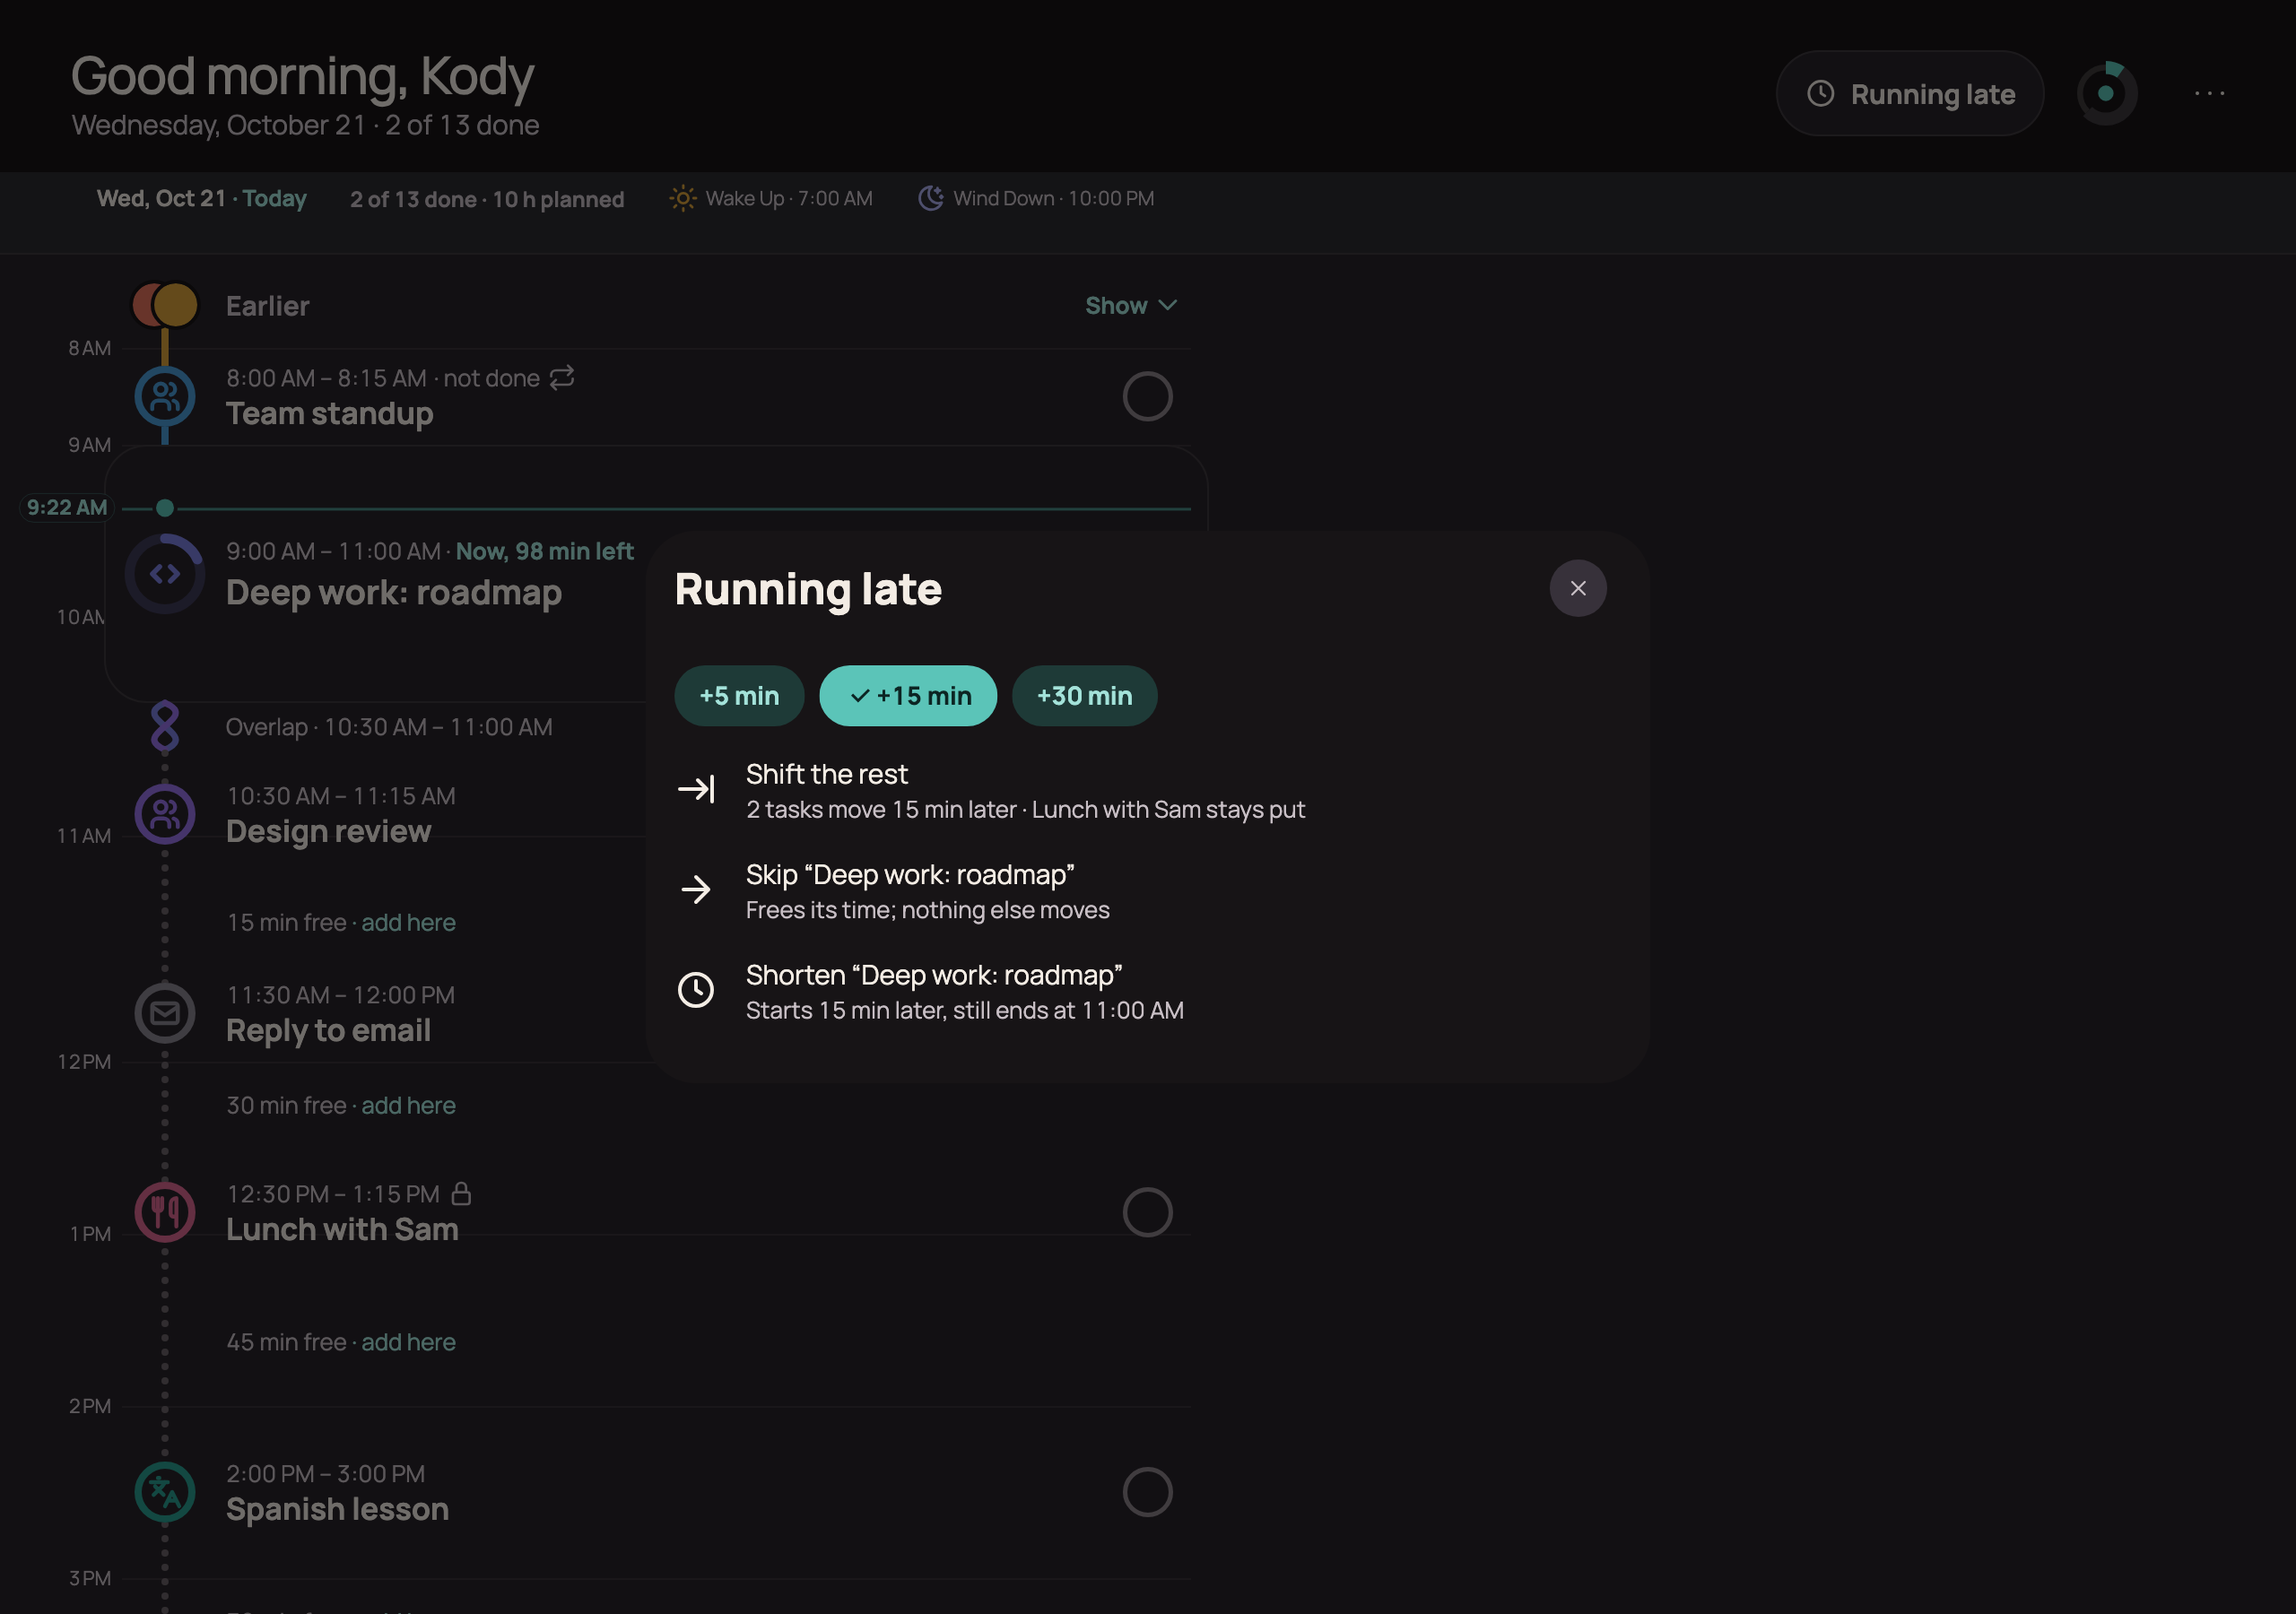 Good morning, Kody
Wednesday, October 21 · 2 of 13 done
Running late
Wed, Oct 21 · Today
2 of 13 done · 10 h planned
Wake Up · 7:00 AM
Wind Down · 10:00 PM
Earlier
Show
8 AM
8:00 AM – 8:15 AM · not done
Team standup
9 AM
9:22 AM
9:00 AM – 11:00 AM · Now, 98 min left
Deep work: roadmap
10 AM
Overlap · 10:30 AM – 11:00 AM
10:30 AM – 11:15 AM
Design review
11 AM
15 min free · add here
11:30 AM – 12:00 PM
Reply to email
12 PM
30 min free · add here
12:30 PM – 1:15 PM
Lunch with Sam
1 PM
45 min free · add here
2 PM
2:00 PM – 3:00 PM
Spanish lesson
3 PM
Running late
+5 min
+15 min
+30 min
Shift the rest
2 tasks move 15 min later · Lunch with Sam stays put
Skip “Deep work: roadmap”
Frees its time; nothing else moves
Shorten “Deep work: roadmap”
Starts 15 min later, still ends at 11:00 AM